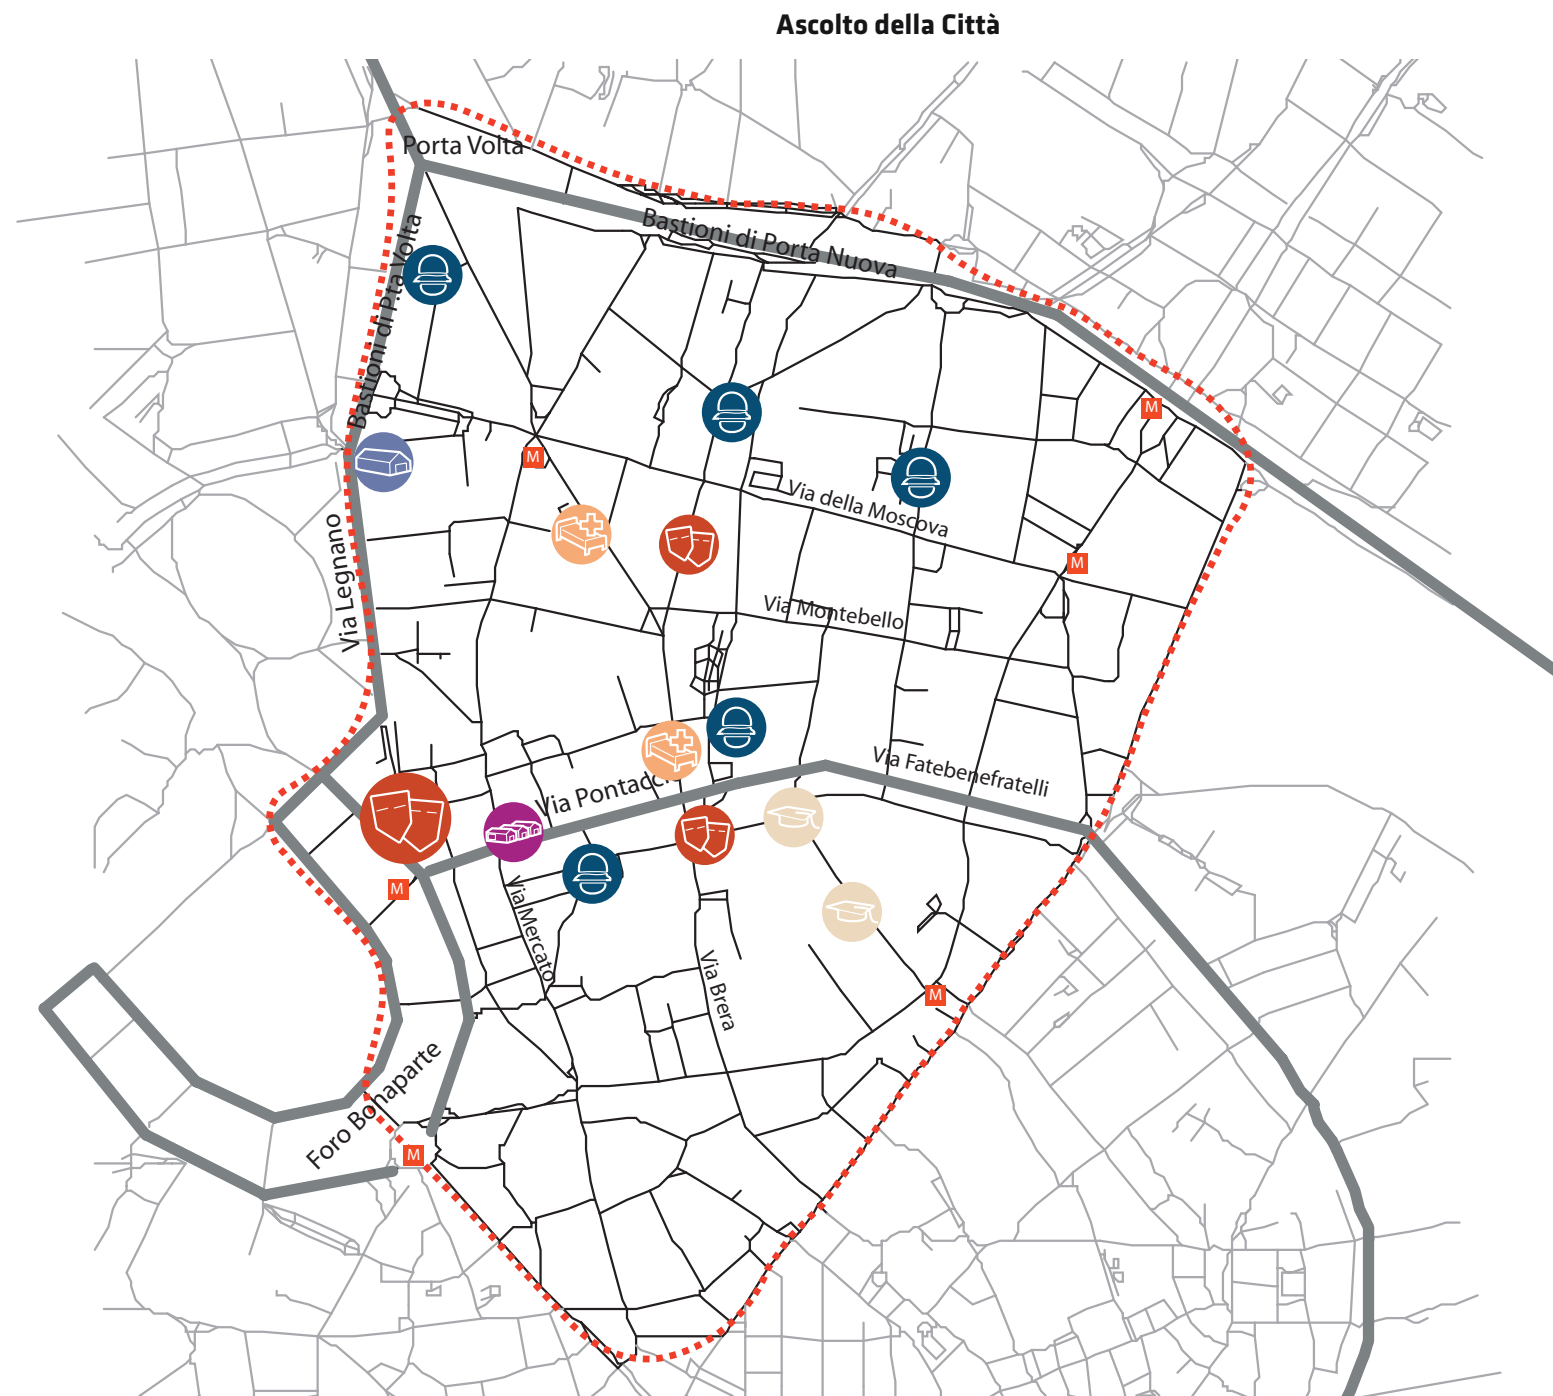 Ascolto della Città
Porta Volta
Bastioni di Porta Nuova
Bastioni di P.ta Volta
M
M
Via della Moscova
Via Legnano
M
Via Montebello
Via Fatebenefratelli
Via Pontacci
M
Via Mercato
Via Brera
M
Foro Bonaparte
M